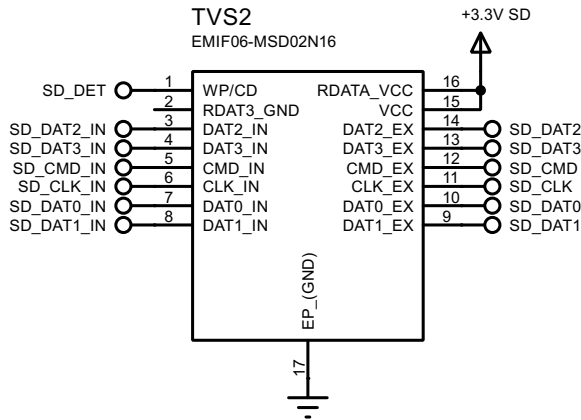 TVS2
EMIF06-MSD02N16
+3.3V SD
SD_DET 1 WP/CD RDATA_VCC 16
2 RDAT3_GND VCC 15
SD_DAT2_IN 3 DAT2_IN DAT2_EX 14 SD_DAT2
SD_DAT3_IN 4 DAT3_IN DAT3_EX 13 SD_DAT3
SD_CMD_IN 5 CMD_IN CMD_EX 12 SD_CMD
SD_CLK_IN 6 CLK_IN CLK_EX 11 SD_CLK
SD_DAT0_IN 7 DAT0_IN DAT0_EX 10 SD_DAT0
SD_DAT1_IN 8 DAT1_IN DAT1_EX 9 SD_DAT1
EP_(GND)
17